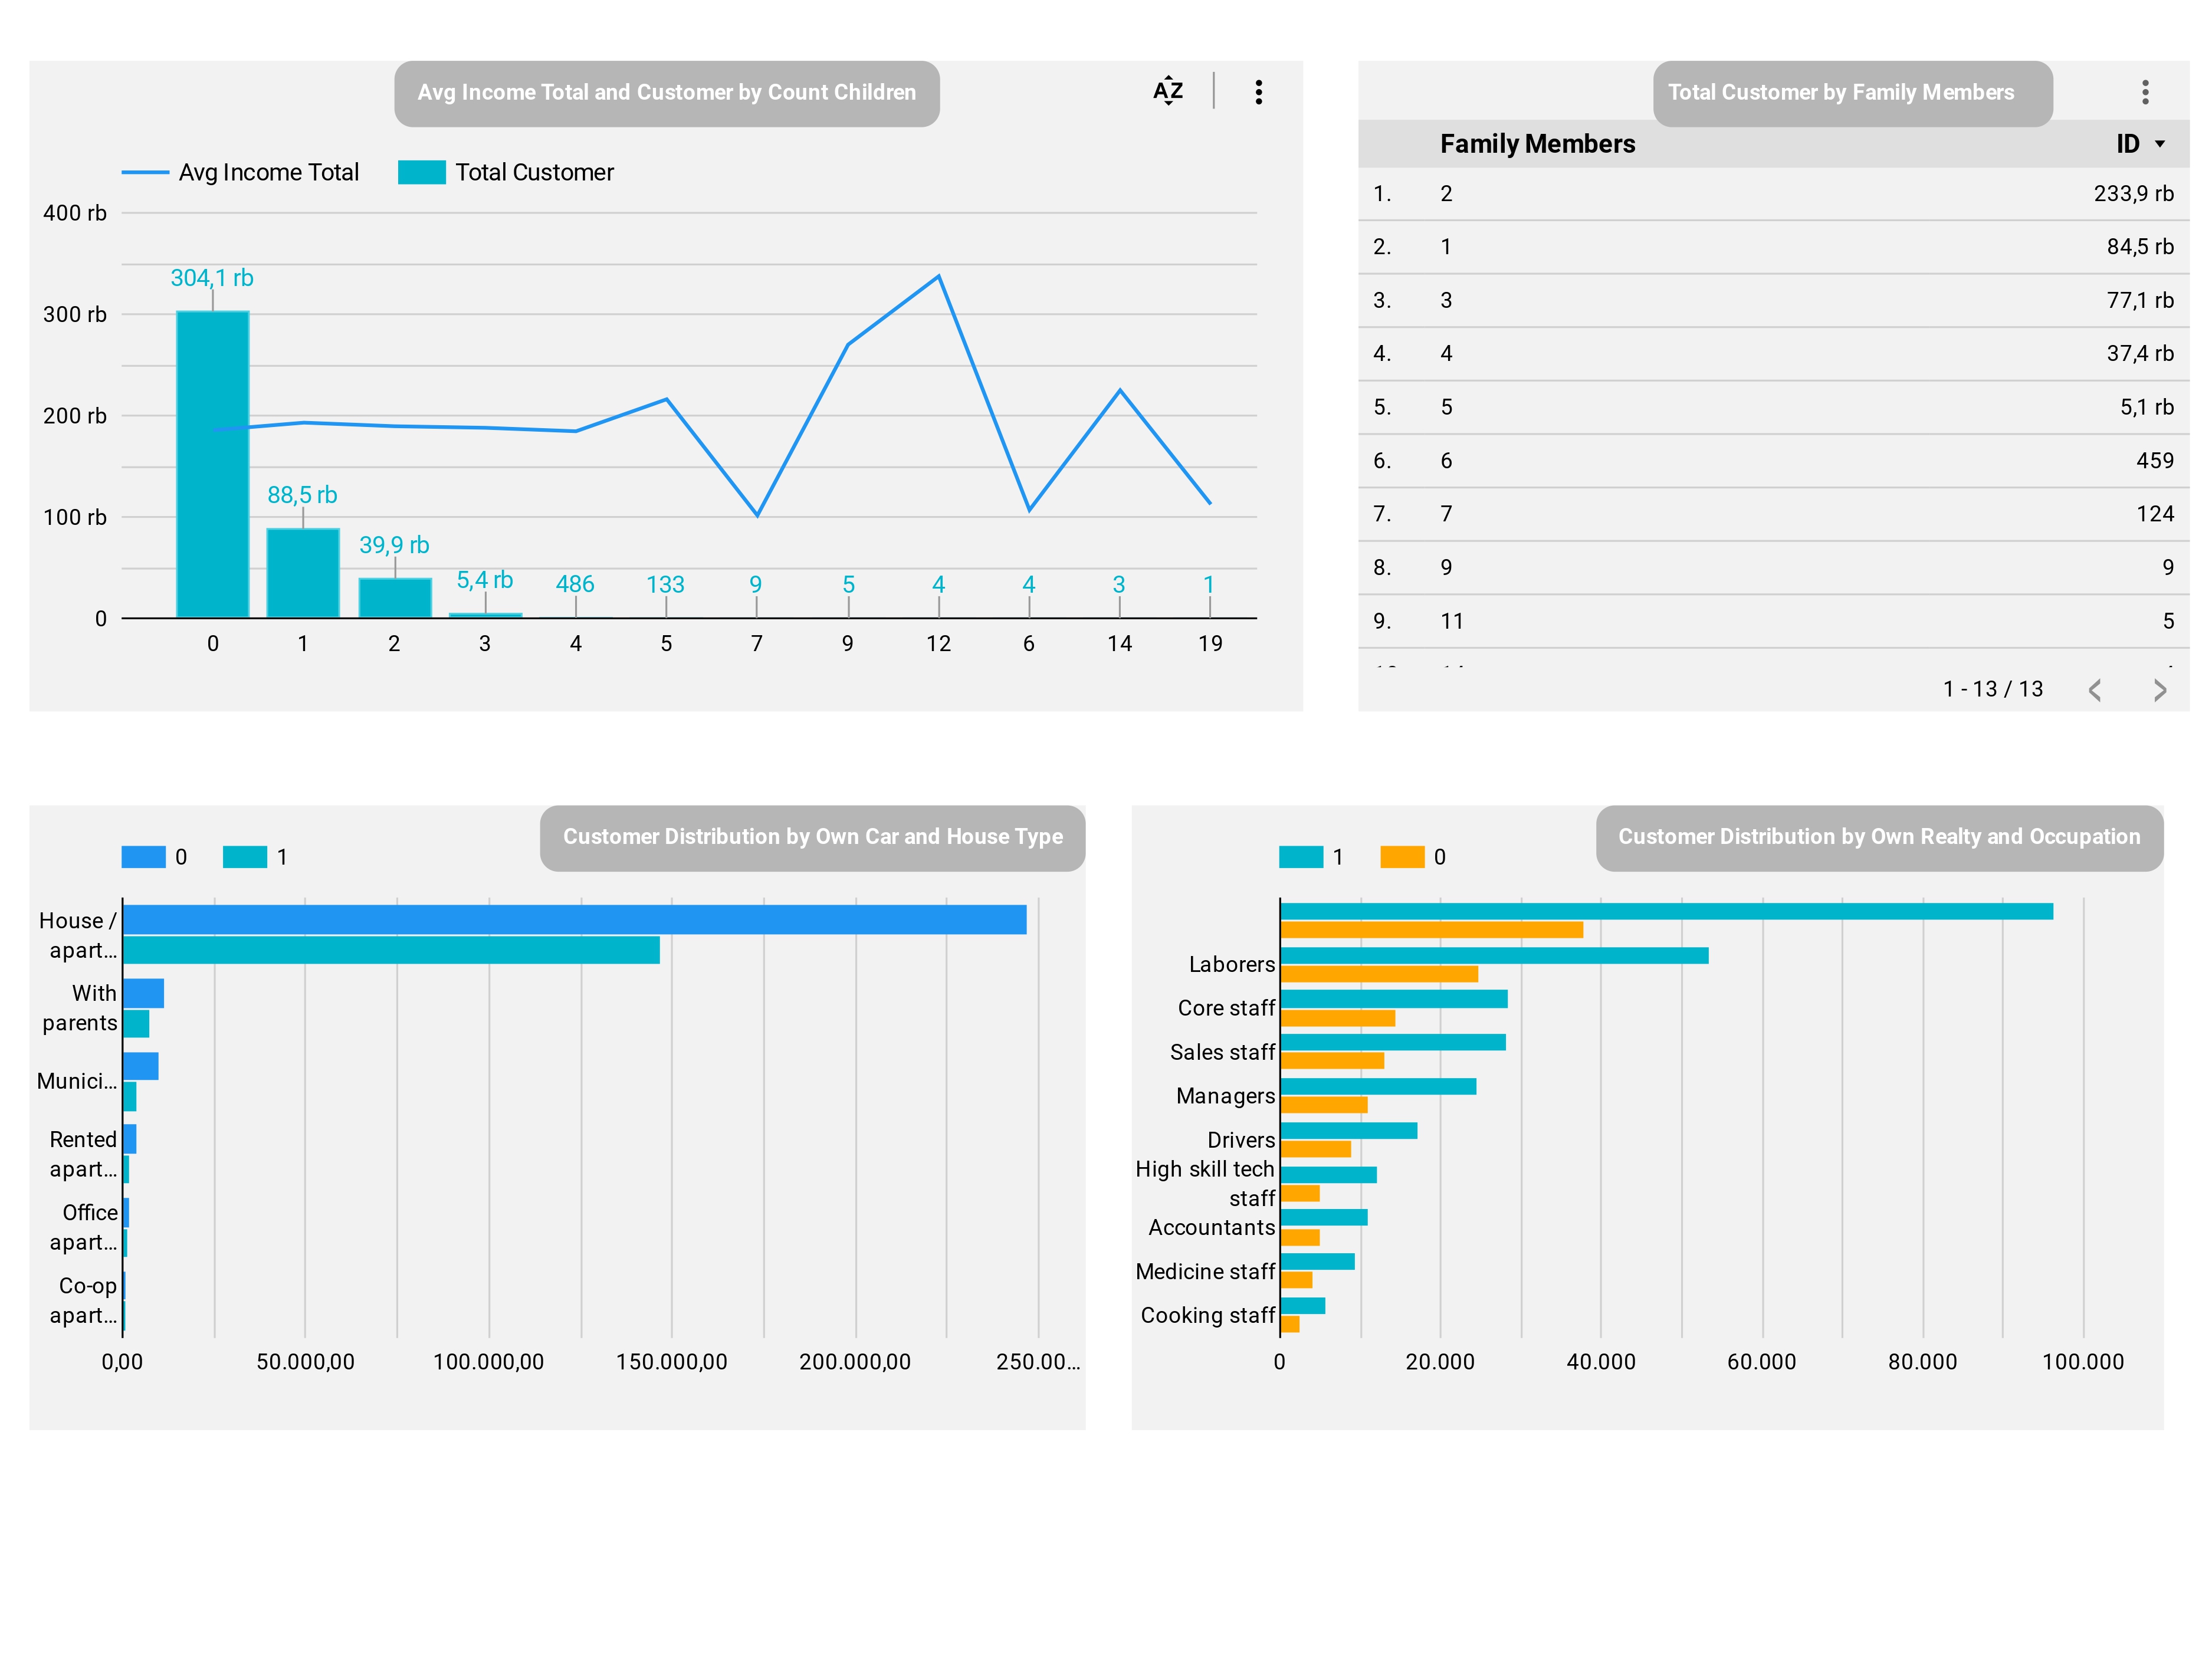 Avg Income Total and Customer by Count Children
AZ
Avg Income Total
Total Customer
400 rb
300 rb
200 rb
100 rb
0
304,1 rb
88,5 rb
39,9 rb
5,4 rb
486
133
9
5
4
4
3
1
0 1 2 3 4 5 7 9 12 6 14 19
Total Customer by Family Members
Family Members ID
1. 2 233,9 rb
2. 1 84,5 rb
3. 3 77,1 rb
4. 4 37,4 rb
5. 5 5,1 rb
6. 6 459
7. 7 124
8. 9 9
9. 11 5
1 - 13 / 13
Customer Distribution by Own Car and House Type
0 1
House /
apart...
With
parents
Munici...
Rented
apart...
Office
apart...
Co-op
apart...
0,00 50.000,00 100.000,00 150.000,00 200.000,00 250.00...
Customer Distribution by Own Realty and Occupation
1 0
Laborers
Core staff
Sales staff
Managers
Drivers
High skill tech
staff
Accountants
Medicine staff
Cooking staff
0 20.000 40.000 60.000 80.000 100.000